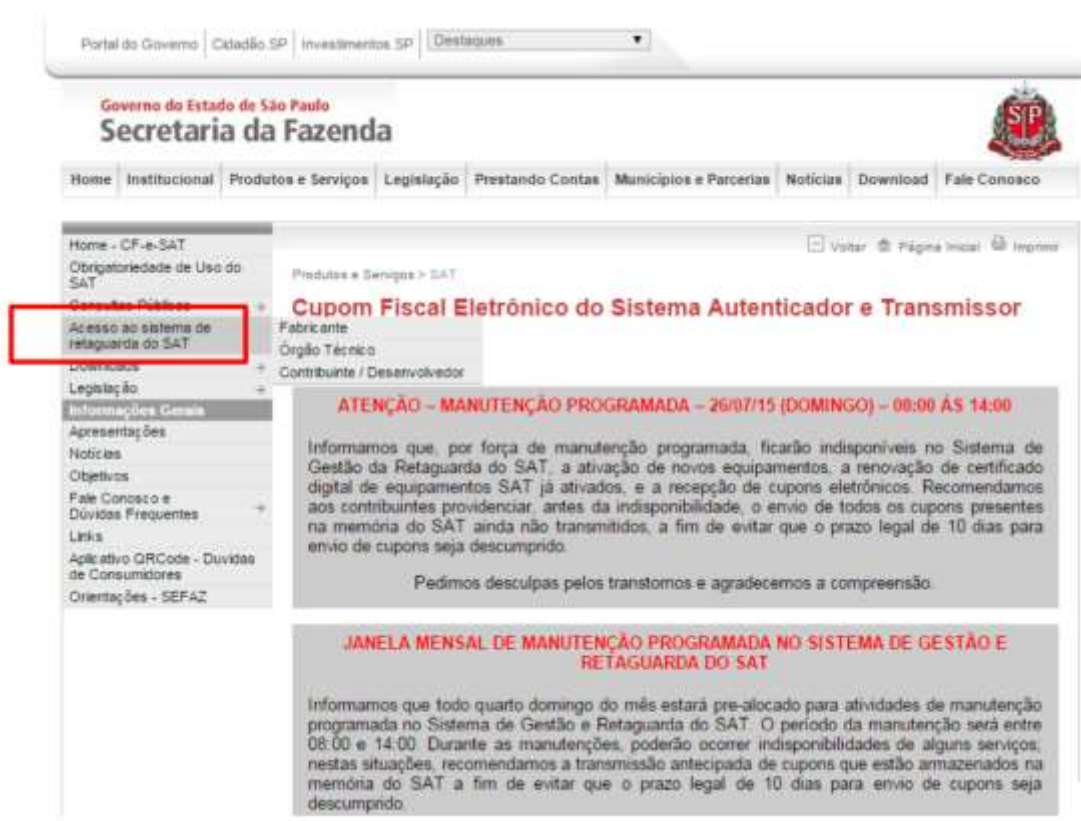 Portal do Governo Cidadão.SP Investimentos.SP Destaques
Governo do Estado de São Paulo
Secretaria da Fazenda
SP
Home Institucional Produtos e Serviços Legislação Prestando Contas Municípios e Parcerias Notícias Download Fale Conosco
Home - CF-e-SAT
Obrigatoriedade de Uso do
SAT
Consultas Públicas
Acesso ao sistema de
retaguarda do SAT
Downloads
Legislação
Informações Gerais
Apresentações
Notícias
Objetivos
Fale Conosco e
Dúvidas Frequentes
Links
Aplicativo QRCode - Duvidas
de Consumidores
Orientações - SEFAZ
Fabricante
Órgão Técnico
Contribuinte / Desenvolvedor
Voltar Página Inicial Imprimir
Produtos e Serviços > SAT
Cupom Fiscal Eletrônico do Sistema Autenticador e Transmissor
ATENÇÃO – MANUTENÇÃO PROGRAMADA – 26/07/15 (DOMINGO) – 08:00 ÁS 14:00
Informamos que, por força de manutenção programada, ficarão indisponíveis no Sistema de
Gestão da Retaguarda do SAT, a ativação de novos equipamentos, a renovação de certificado
digital de equipamentos SAT já ativados, e a recepção de cupons eletrônicos. Recomendamos
aos contribuintes providenciar, antes da indisponibilidade, o envio de todos os cupons presentes
na memória do SAT ainda não transmitidos, a fim de evitar que o prazo legal de 10 dias para
envio de cupons seja descumprido.
Pedimos desculpas pelos transtornos e agradecemos a compreensão.
JANELA MENSAL DE MANUTENÇÃO PROGRAMADA NO SISTEMA DE GESTÃO E
RETAGUARDA DO SAT
Informamos que todo quarto domingo do mês estará pre-alocado para atividades de manutenção
programada no Sistema de Gestão e Retaguarda do SAT. O período da manutenção será entre
08:00 e 14:00. Durante as manutenções, poderão ocorrer indisponibilidades de alguns serviços;
nestas situações, recomendamos a transmissão antecipada de cupons que estão armazenados na
memória do SAT a fim de evitar que o prazo legal de 10 dias para envio de cupons seja
descumprido.